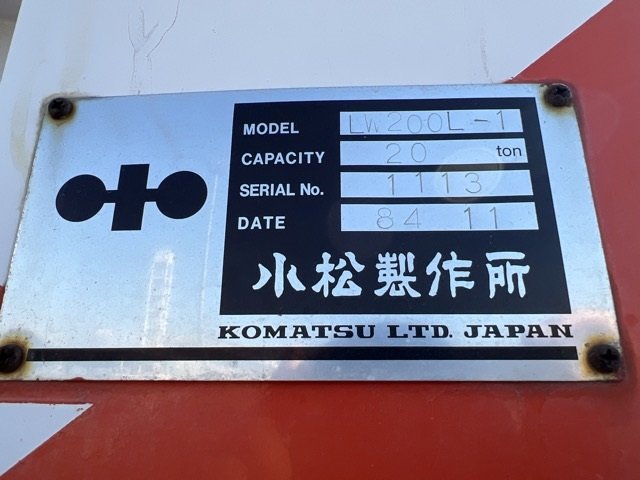 MODEL LW200L-1
CAPACITY 20 ton
SERIAL No. 1113
DATE 84 11
小松製作所
KOMATSU LTD. JAPAN